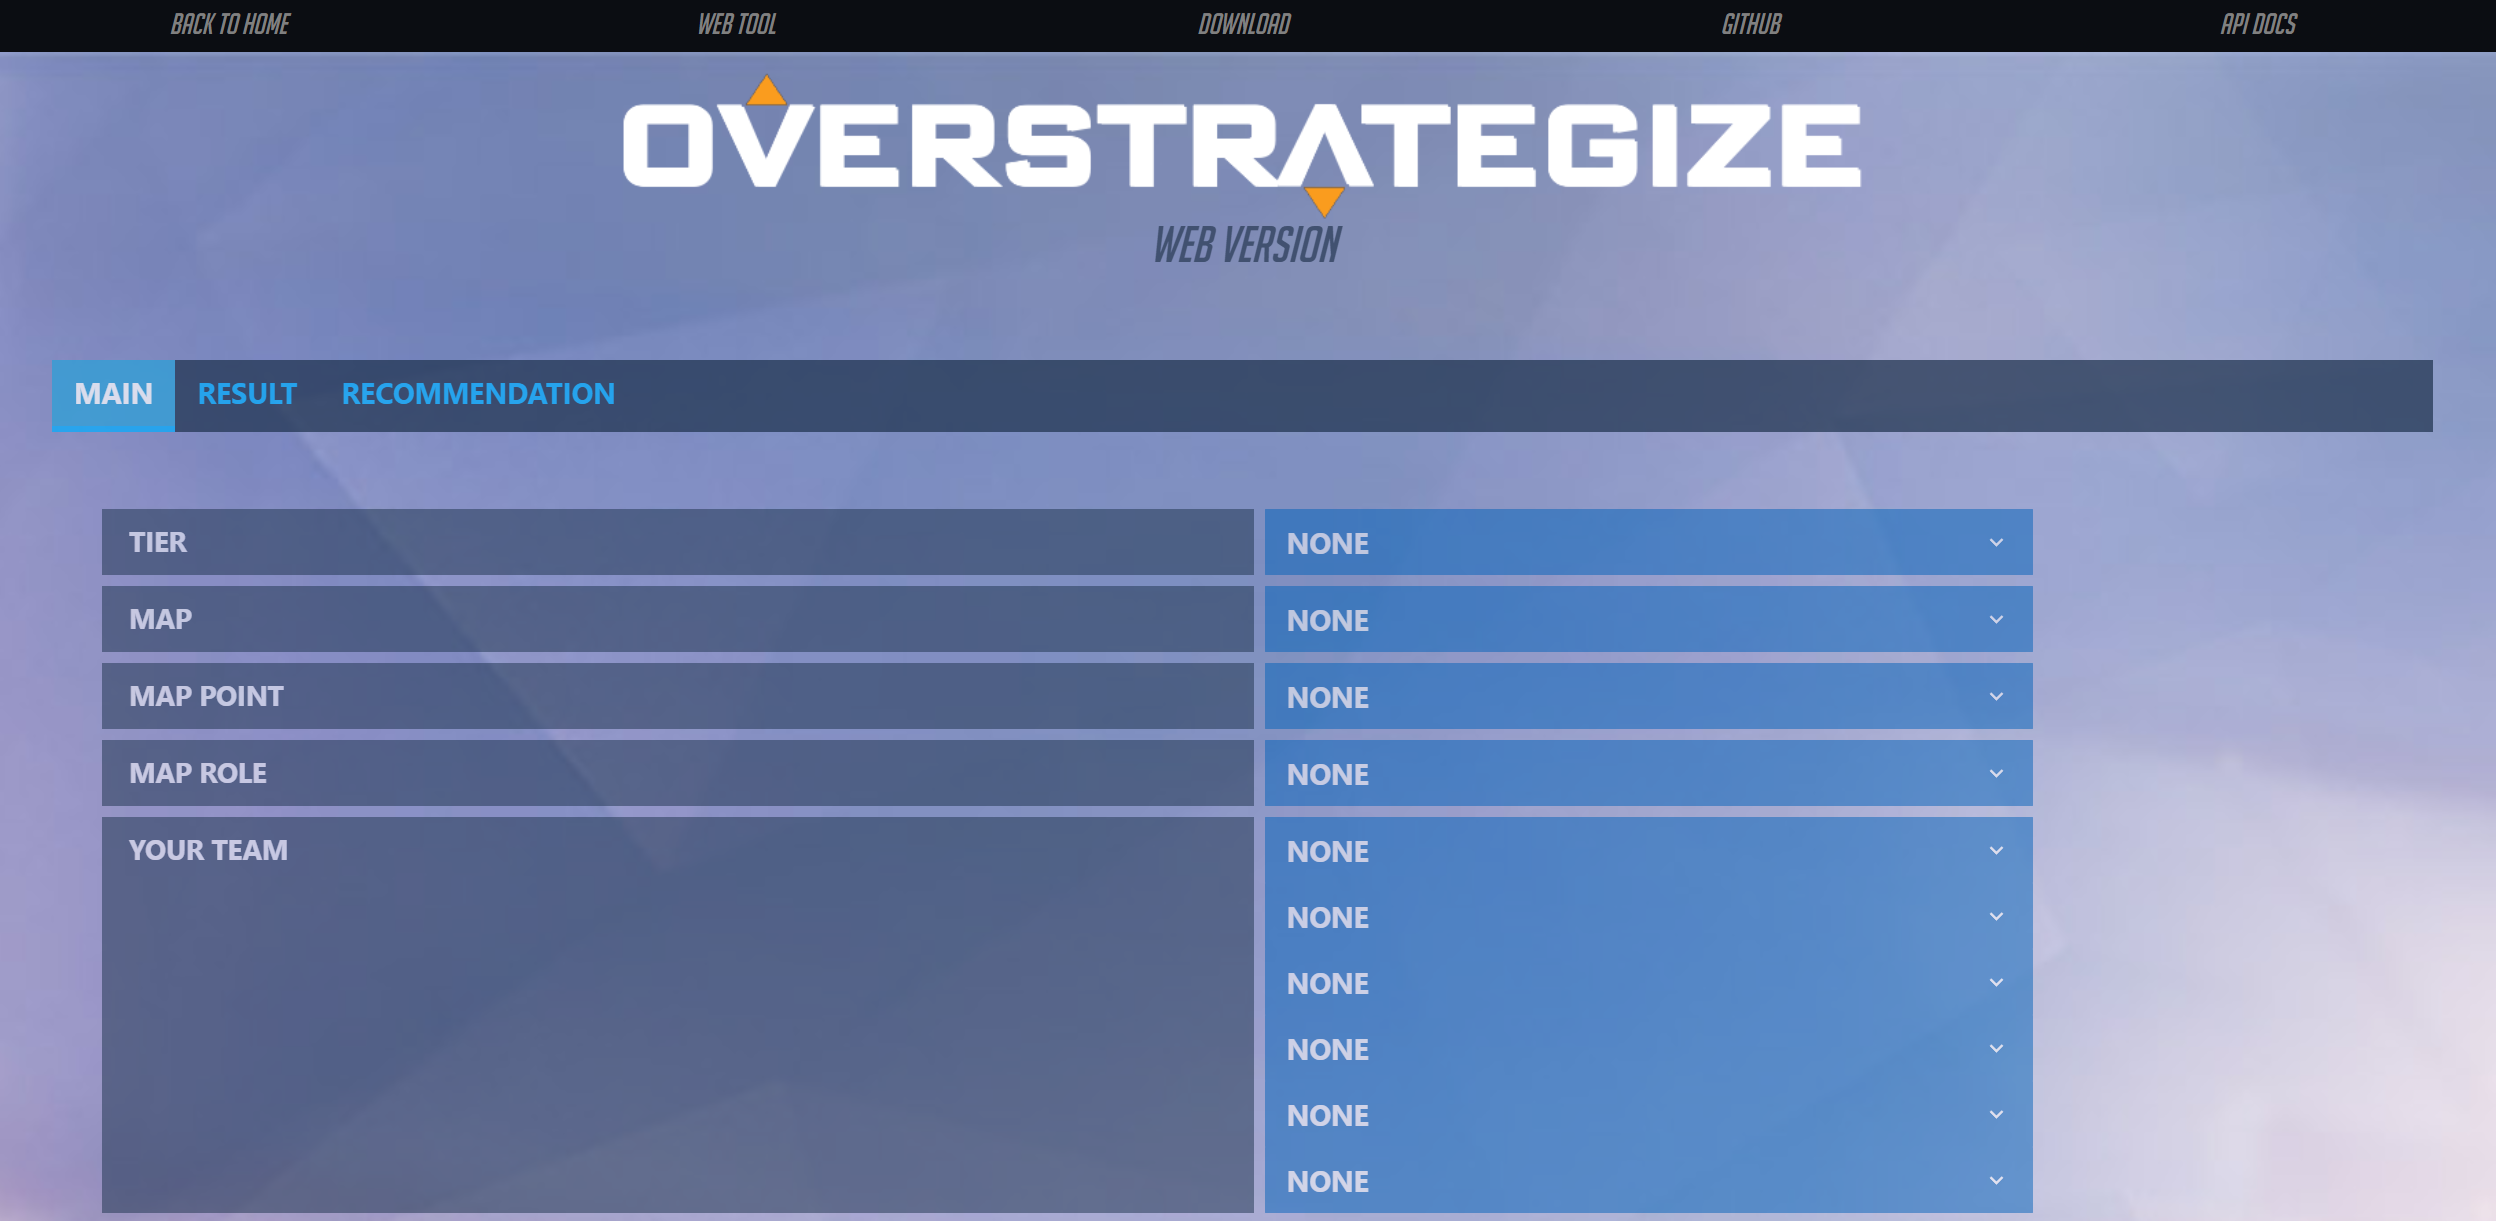 BACK TO HOME WEB TOOL DOWNLOAD GITHUB API DOCS
OVERSTRATEGIZE
WEB VERSION
MAIN RESULT RECOMMENDATION
TIER NONE
MAP NONE
MAP POINT NONE
MAP ROLE NONE
YOUR TEAM NONE
NONE
NONE
NONE
NONE
NONE